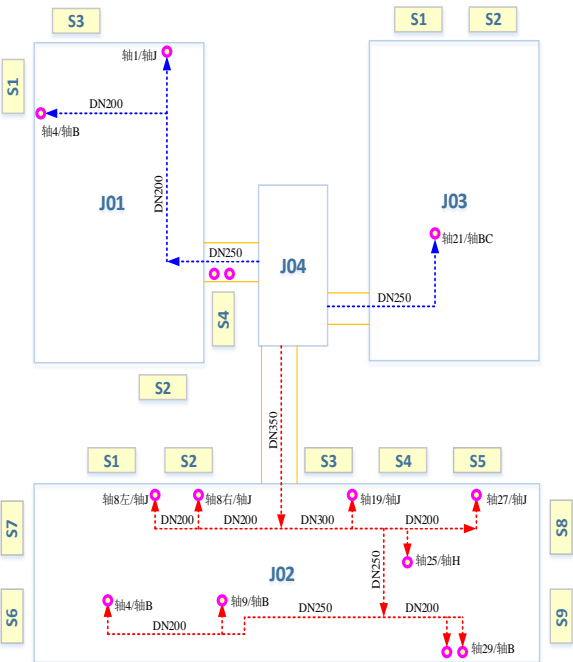 S3
S1
S2
轴1/轴J
S1
DN200
轴4/轴B
DN200
J01
J03
轴21/轴BC
DN250
J04
DN250
S4
S2
DN350
S1
S2
S3
S4
S5
轴8左/轴J
轴8右/轴J
轴19/轴J
轴27/轴J
S7
DN200
DN200
DN300
DN200
S8
轴25/轴H
DN250
J02
轴4/轴B
轴9/轴B
DN250
DN200
S6
DN200
S9
轴29/轴B